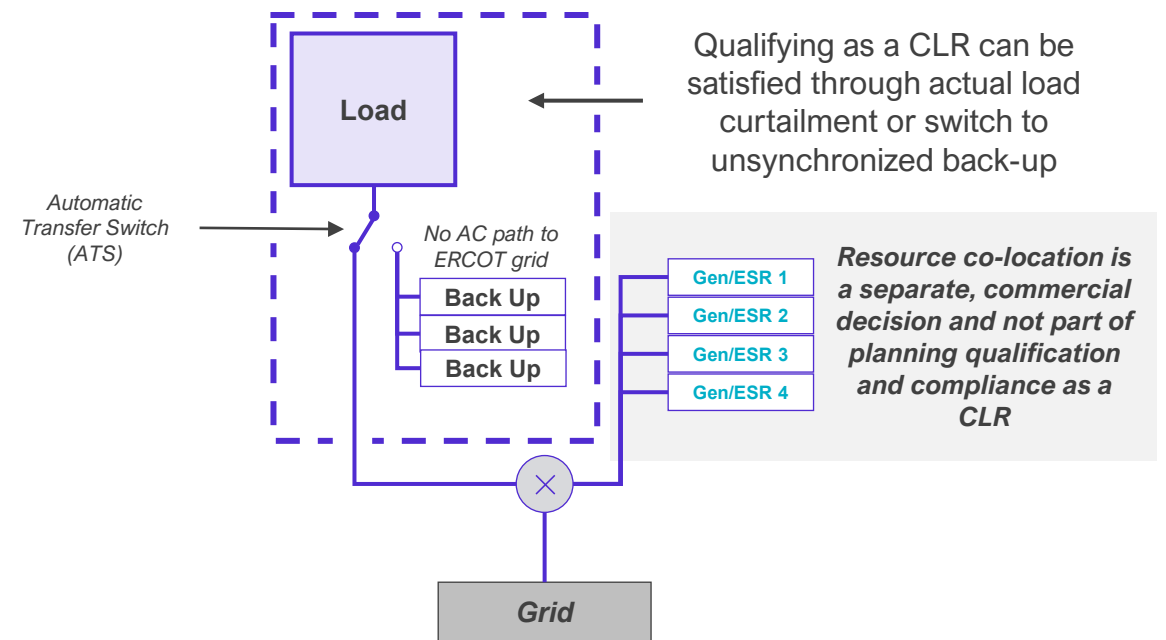 Qualifying as a CLR can be
satisfied through actual load
curtailment or switch to
unsynchronized back-up
Load
Automatic
Transfer Switch
(ATS)
No AC path to
ERCOT grid
Back Up
Back Up
Back Up
Gen/ESR 1
Gen/ESR 2
Gen/ESR 3
Gen/ESR 4
Resource co-location is
a separate, commercial
decision and not part of
planning qualification
and compliance as a
CLR
Grid